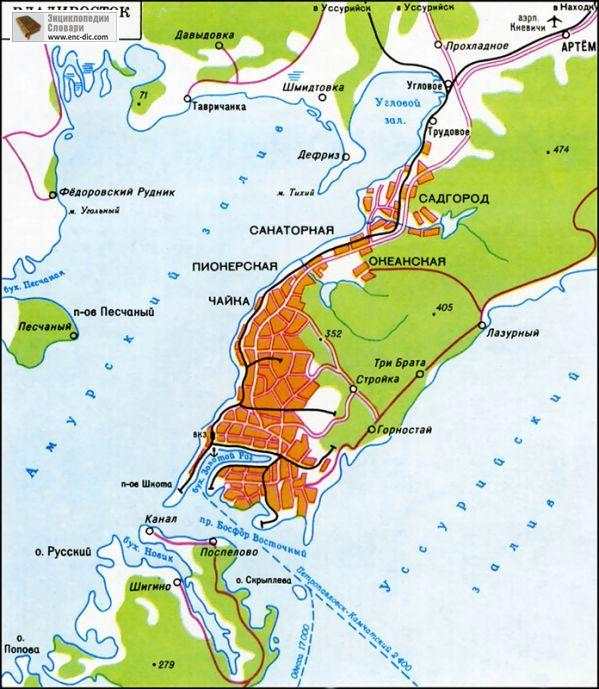 ВЛАДИВОСТОК
Энциклопедии
Словари
www.enc-dic.com
в Уссурийск
в Уссурийск
аэрп.
Кневичи
в Находку
Давыдовка
Прохладное
АРТЁМ
71
Тавричанка
Шмидтовка
Угловое
Угловой
зал.
Трудовое
Дефриз
474
м. Тихий
Фёдоровский Рудник
м. Угольный
САДГОРОД
САНАТОРНАЯ
ПИОНЕРСКАЯ
ОКЕАНСКАЯ
бух. Песчаная
ЧАЙКА
п-ов Песчаный
Песчаный
405
352
Лазурный
Три Брата
Стройка
Амурский залив
Уссурийский
залив
вкз.
Горностай
бух. Золотой Рог
п-ов Шкота
Канал
пр. Босфор Восточный
о. Русский
бух. Новик
Поспелово
Шигино
о. Скрыплева
Петропавловск-Камчатский 2 400
Одесса 17 000
о.
Попова
279